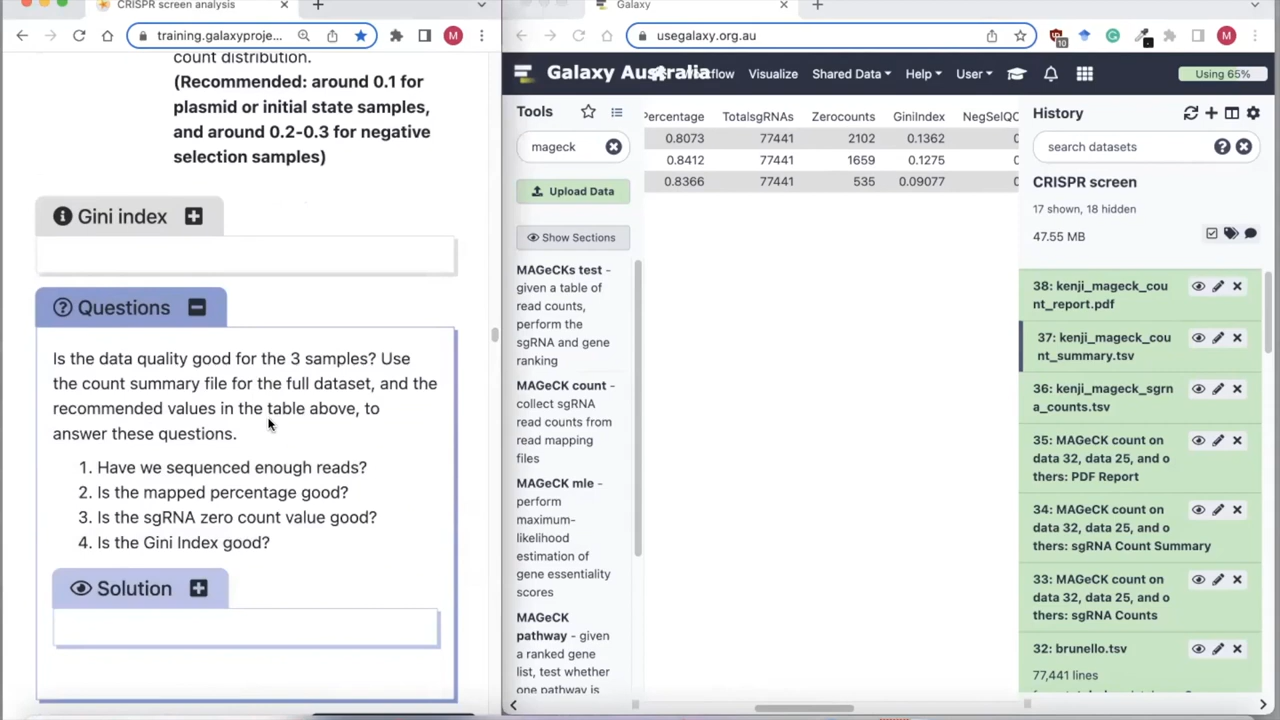 CRISPR screen analysis
training.galaxyproje...
M
count distribution.
(Recommended: around 0.1 for
plasmid or initial state samples,
and around 0.2-0.3 for negative
selection samples)
Gini index
Questions
Is the data quality good for the 3 samples? Use
the count summary file for the full dataset, and the
recommended values in the table above, to
answer these questions.
1. Have we sequenced enough reads?
2. Is the mapped percentage good?
3. Is the sgRNA zero count value good?
4. Is the Gini Index good?
Solution
Galaxy
usegalaxy.org.au
10
M
Galaxy Australia
Workflow Visualize Shared Data Help User
Using 65%
Tools
mageck
Upload Data
Show Sections
MAGeCKs test -
given a table of
read counts,
perform the
sgRNA and gene
ranking
MAGeCK count -
collect sgRNA
read counts from
read mapping
files
MAGeCK mle -
perform
maximum-
likelihood
estimation of
gene essentiality
scores
MAGeCK
pathway - given
a ranked gene
list, test whether
one pathway is
Percentage TotalsgRNAs Zerocounts GiniIndex NegSelQC
0.8073 77441 2102 0.1362
0.8412 77441 1659 0.1275
0.8366 77441 535 0.09077
History
search datasets
CRISPR screen
17 shown, 18 hidden
47.55 MB
38: kenji_mageck_cou
nt_report.pdf
37: kenji_mageck_cou
nt_summary.tsv
36: kenji_mageck_sgrn
a_counts.tsv
35: MAGeCK count on
data 32, data 25, and o
thers: PDF Report
34: MAGeCK count on
data 32, data 25, and o
thers: sgRNA Count Summary
33: MAGeCK count on
data 32, data 25, and o
thers: sgRNA Counts
32: brunello.tsv
77,441 lines